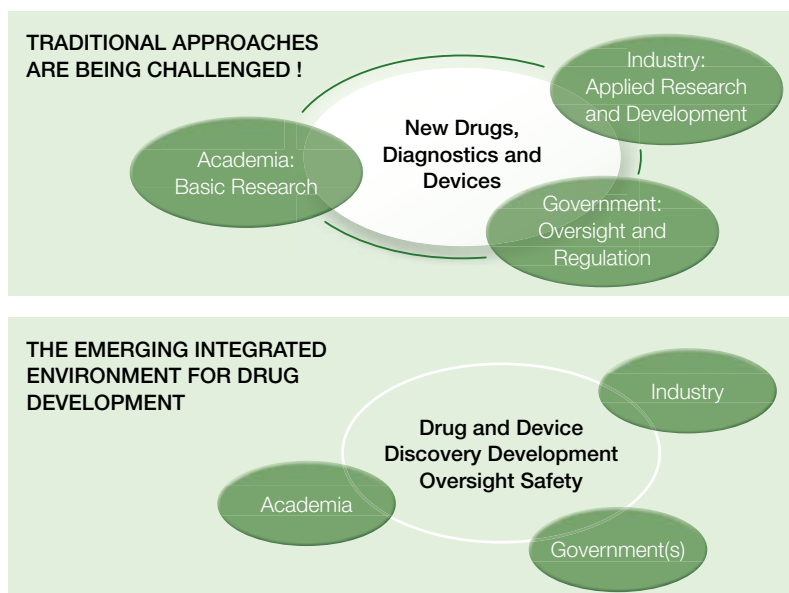 TRADITIONAL APPROACHES
ARE BEING CHALLENGED !
Industry:
Applied Research
and Development
New Drugs,
Diagnostics and
Devices
Academia:
Basic Research
Government:
Oversight and
Regulation
THE EMERGING INTEGRATED
ENVIRONMENT FOR DRUG
DEVELOPMENT
Industry
Drug and Device
Discovery Development
Oversight Safety
Academia
Government(s)